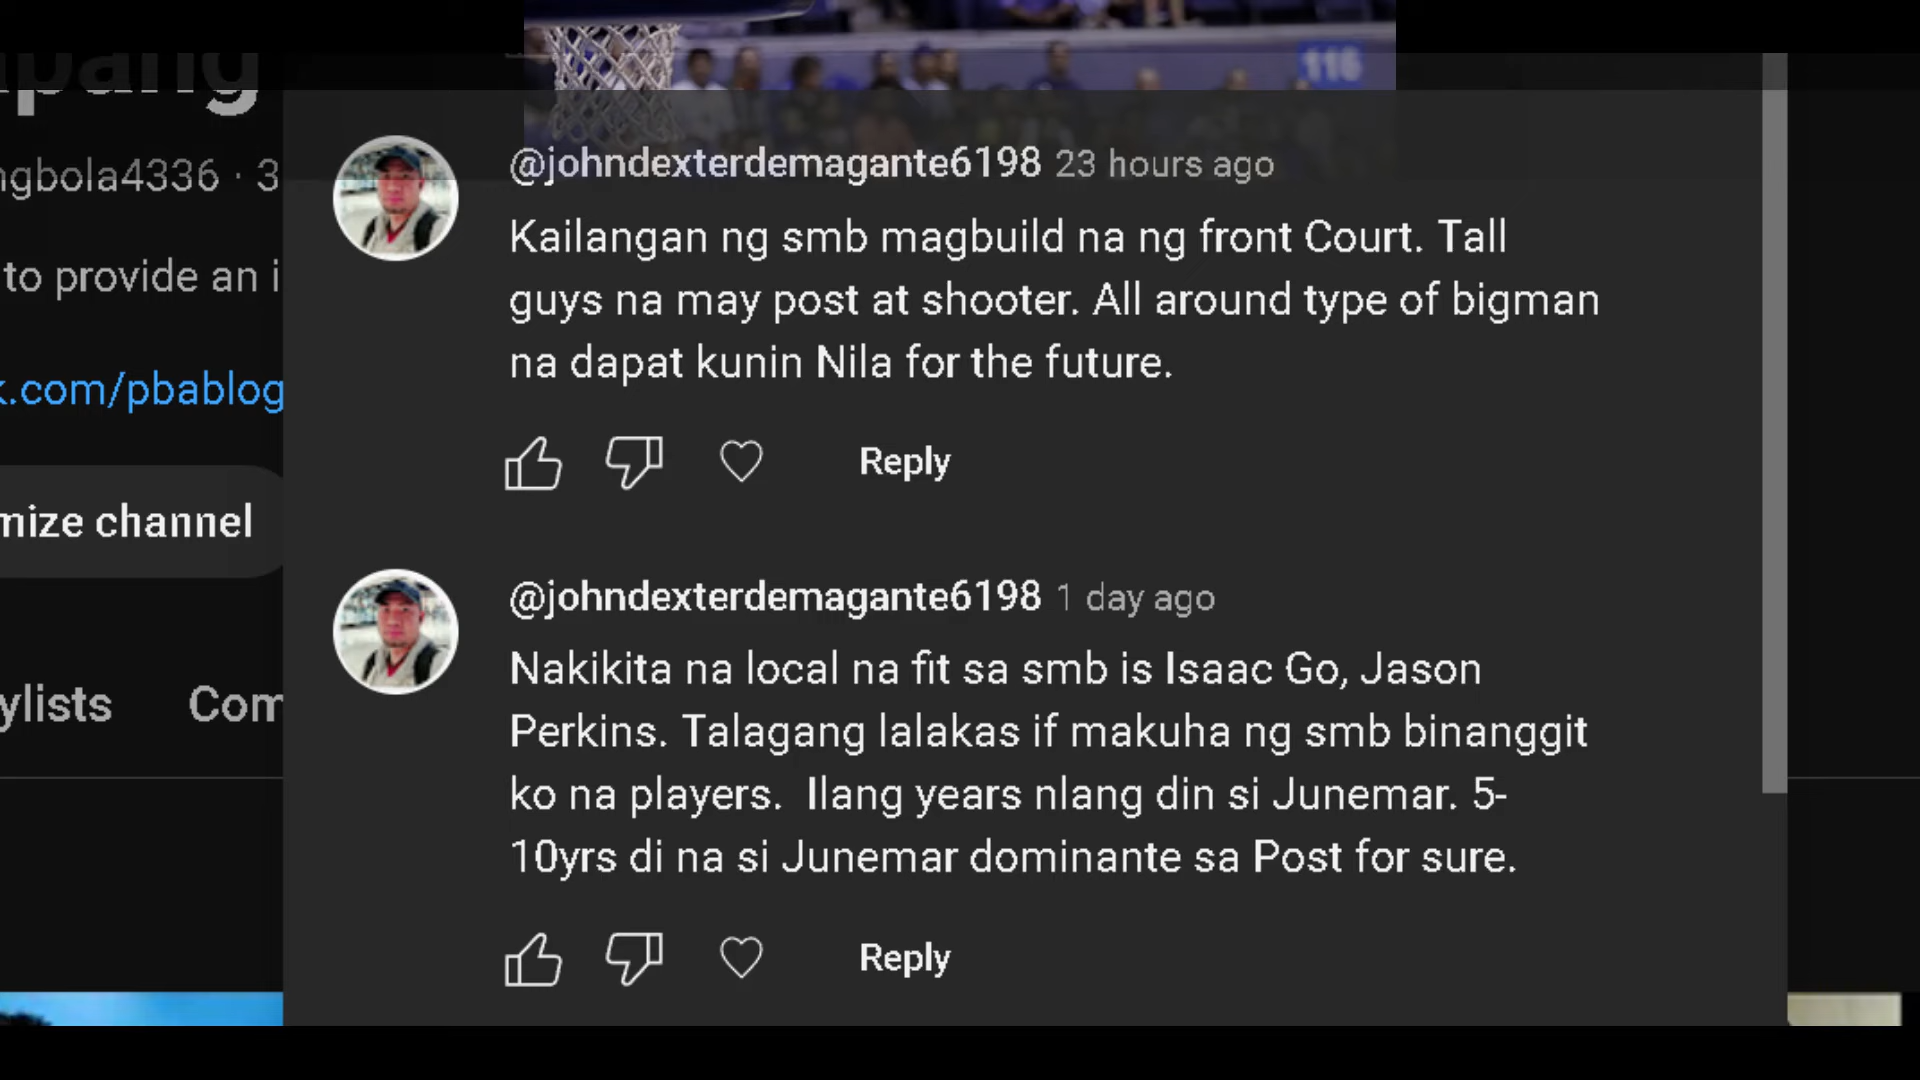 116
pang
ngbola4336 · 3
to provide an i
k.com/pbablog
mize channel
ylists Com
@johndexterdemagante6198 23 hours ago
Kailangan ng smb magbuild na ng front Court. Tall
guys na may post at shooter. All around type of bigman
na dapat kunin Nila for the future.
Reply
@johndexterdemagante6198 1 day ago
Nakikita na local na fit sa smb is Isaac Go, Jason
Perkins. Talagang lalakas if makuha ng smb binanggit
ko na players.  Ilang years nlang din si Junemar. 5-
10yrs di na si Junemar dominante sa Post for sure.
Reply